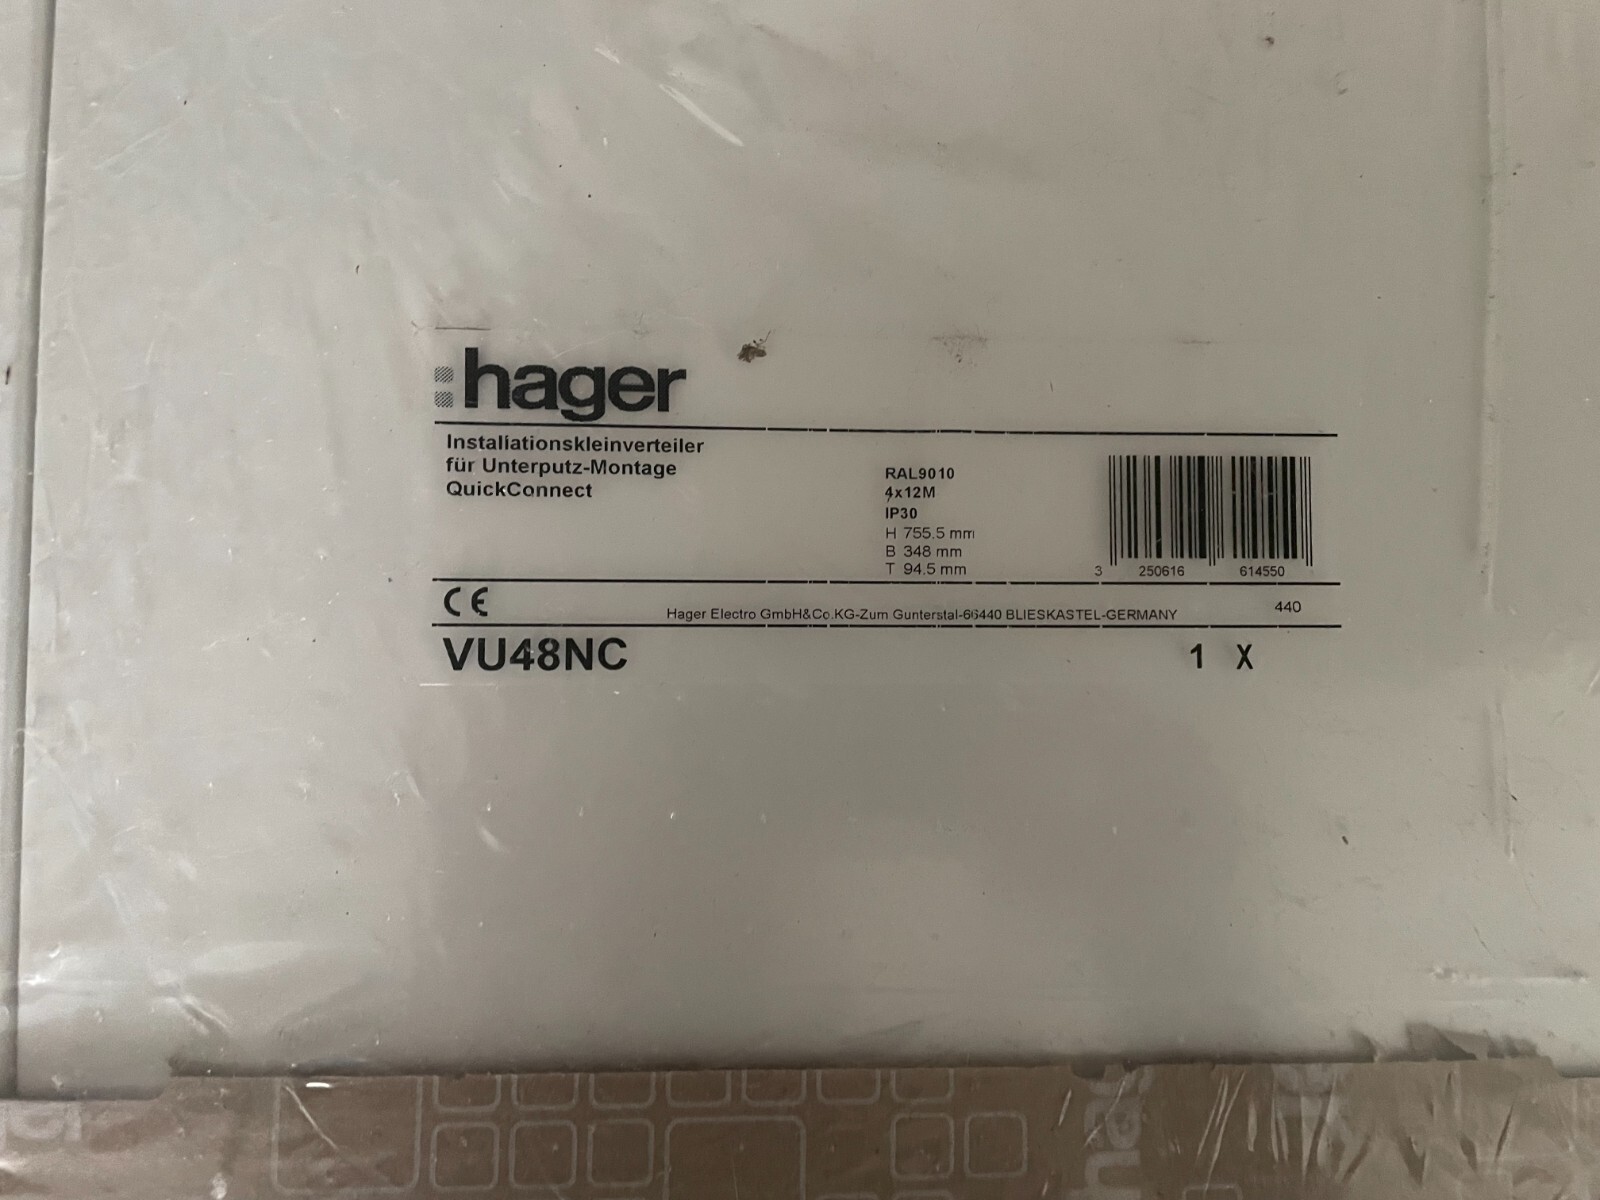 hager
Installationskleinverteiler
für Unterputz-Montage
QuickConnect
RAL9010
4x12M
IP30
H 755.5 mm
B 348 mm
T 94.5 mm
3 250616 614550
CE
Hager Electro GmbH&Co.KG-Zum Gunterstal-66440 BLIESKASTEL-GERMANY
440
VU48NC
1 X